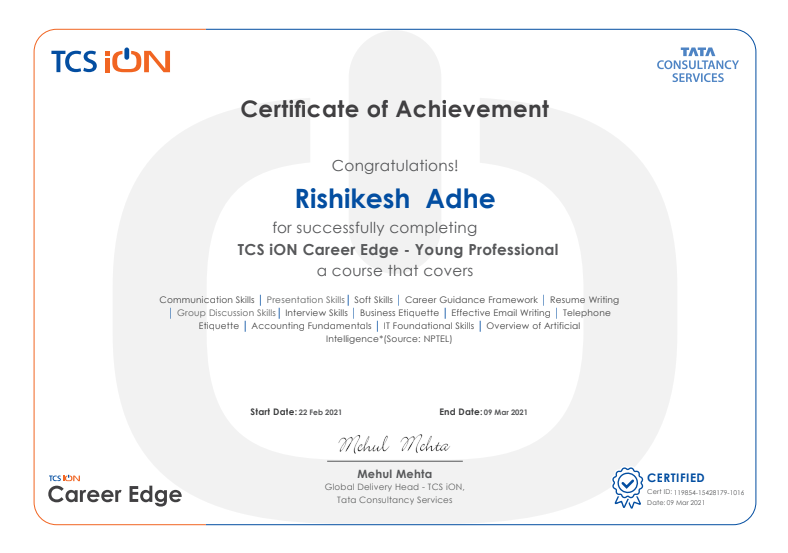 TCS iON
TATA
CONSULTANCY
SERVICES
Certificate of Achievement
Congratulations!
Rishikesh Adhe
for successfully completing
TCS iON Career Edge - Young Professional
a course that covers
Communication Skills | Presentation Skills | Soft Skills | Career Guidance Framework | Resume Writing
| Group Discussion Skills | Interview Skills | Business Etiquette | Effective Email Writing | Telephone
Etiquette | Accounting Fundamentals | IT Foundational Skills | Overview of Artificial
Intelligence*(Source: NPTEL)
Start Date: 22 Feb 2021 End Date: 09 Mar 2021
Mehul Mehta
Mehul Mehta
Global Delivery Head - TCS iON,
Tata Consultancy Services
TCS iON
Career Edge
CERTIFIED
Cert ID: 119854-15428179-1016
Date: 09 Mar 2021